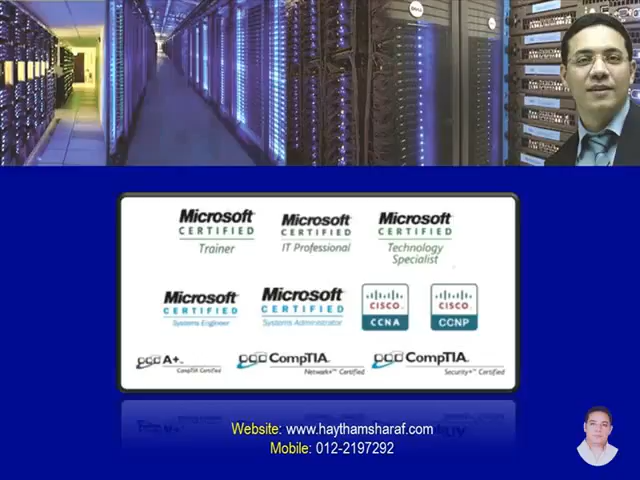 Microsoft Microsoft Microsoft
CERTIFIED CERTIFIED CERTIFIED
Trainer IT Professional Technology
Specialist
Microsoft Microsoft
CERTIFIED CERTIFIED CISCO CISCO
Systems Engineer Systems Administrator CCNA CCNP
A+ CompTIA CompTIA
CompTIA Certified Network+™ Certified Security+™ Certified
Website: www.haythamsharaf.com
Mobile: 012-2197292